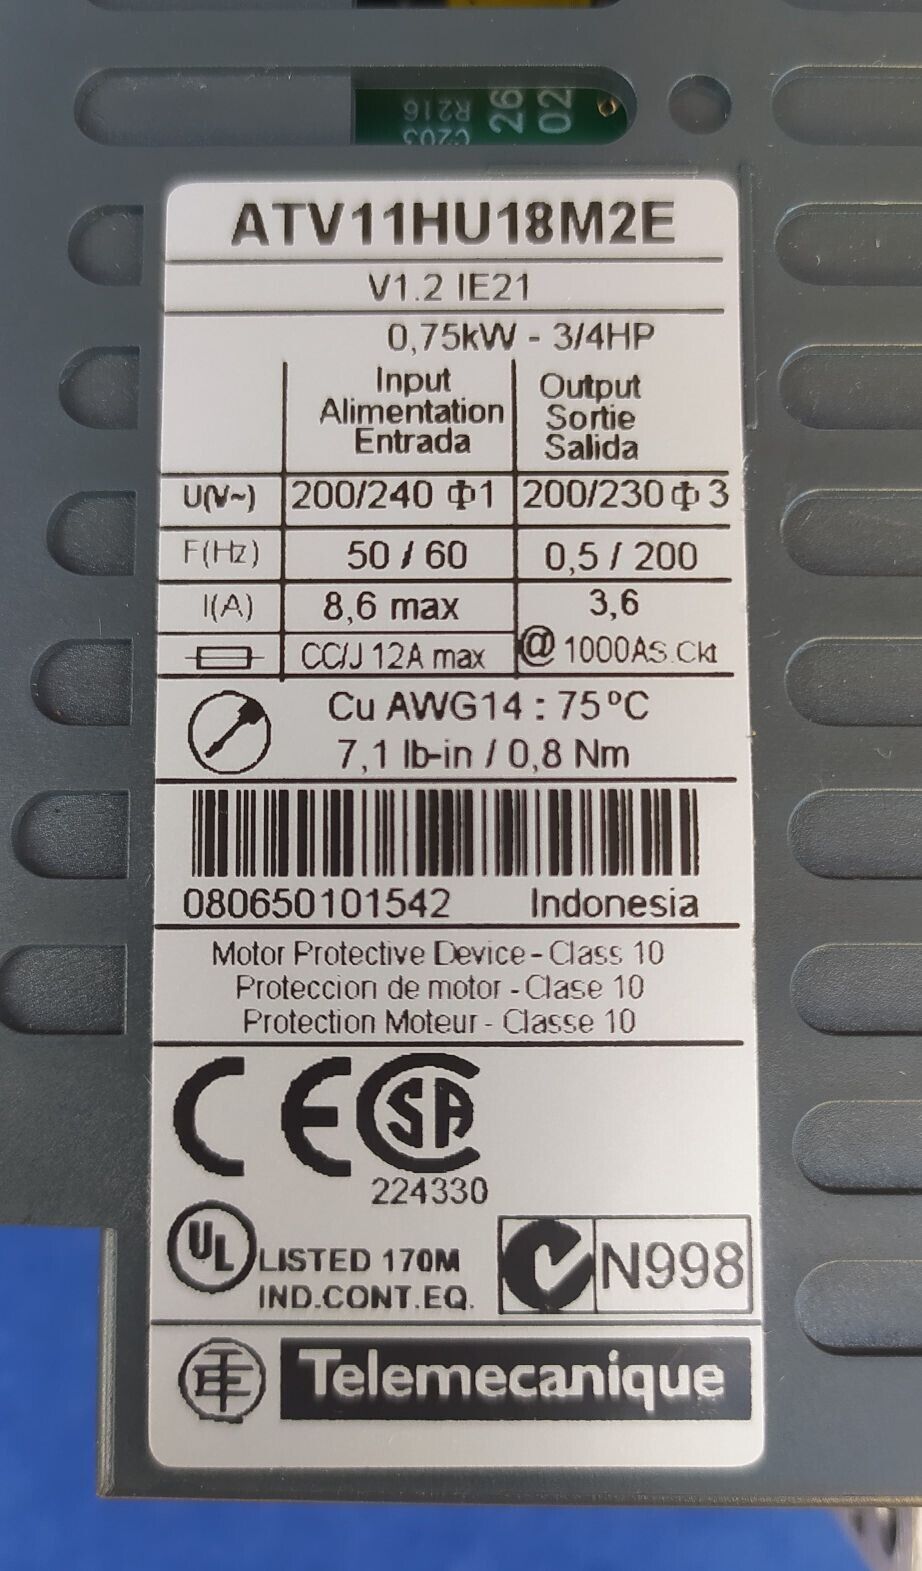 C203
R216
26
02
ATV11HU18M2E
V1.2 IE21
0,75kW - 3/4HP
Input
Alimentation
Entrada
Output
Sortie
Salida
U(V~) 200/240 Φ1 200/230 Φ 3
F(Hz) 50 / 60 0,5 / 200
I(A) 8,6 max 3,6
CC/J 12A max @ 1000AS.Ckt
Cu AWG14 : 75°C
7,1 lb-in / 0,8 Nm
080650101542 Indonesia
Motor Protective Device - Class 10
Proteccion de motor - Clase 10
Protection Moteur - Classe 10
CE CSA
224330
UL LISTED 170M
IND.CONT.EQ.
N998
TE Telemecanique